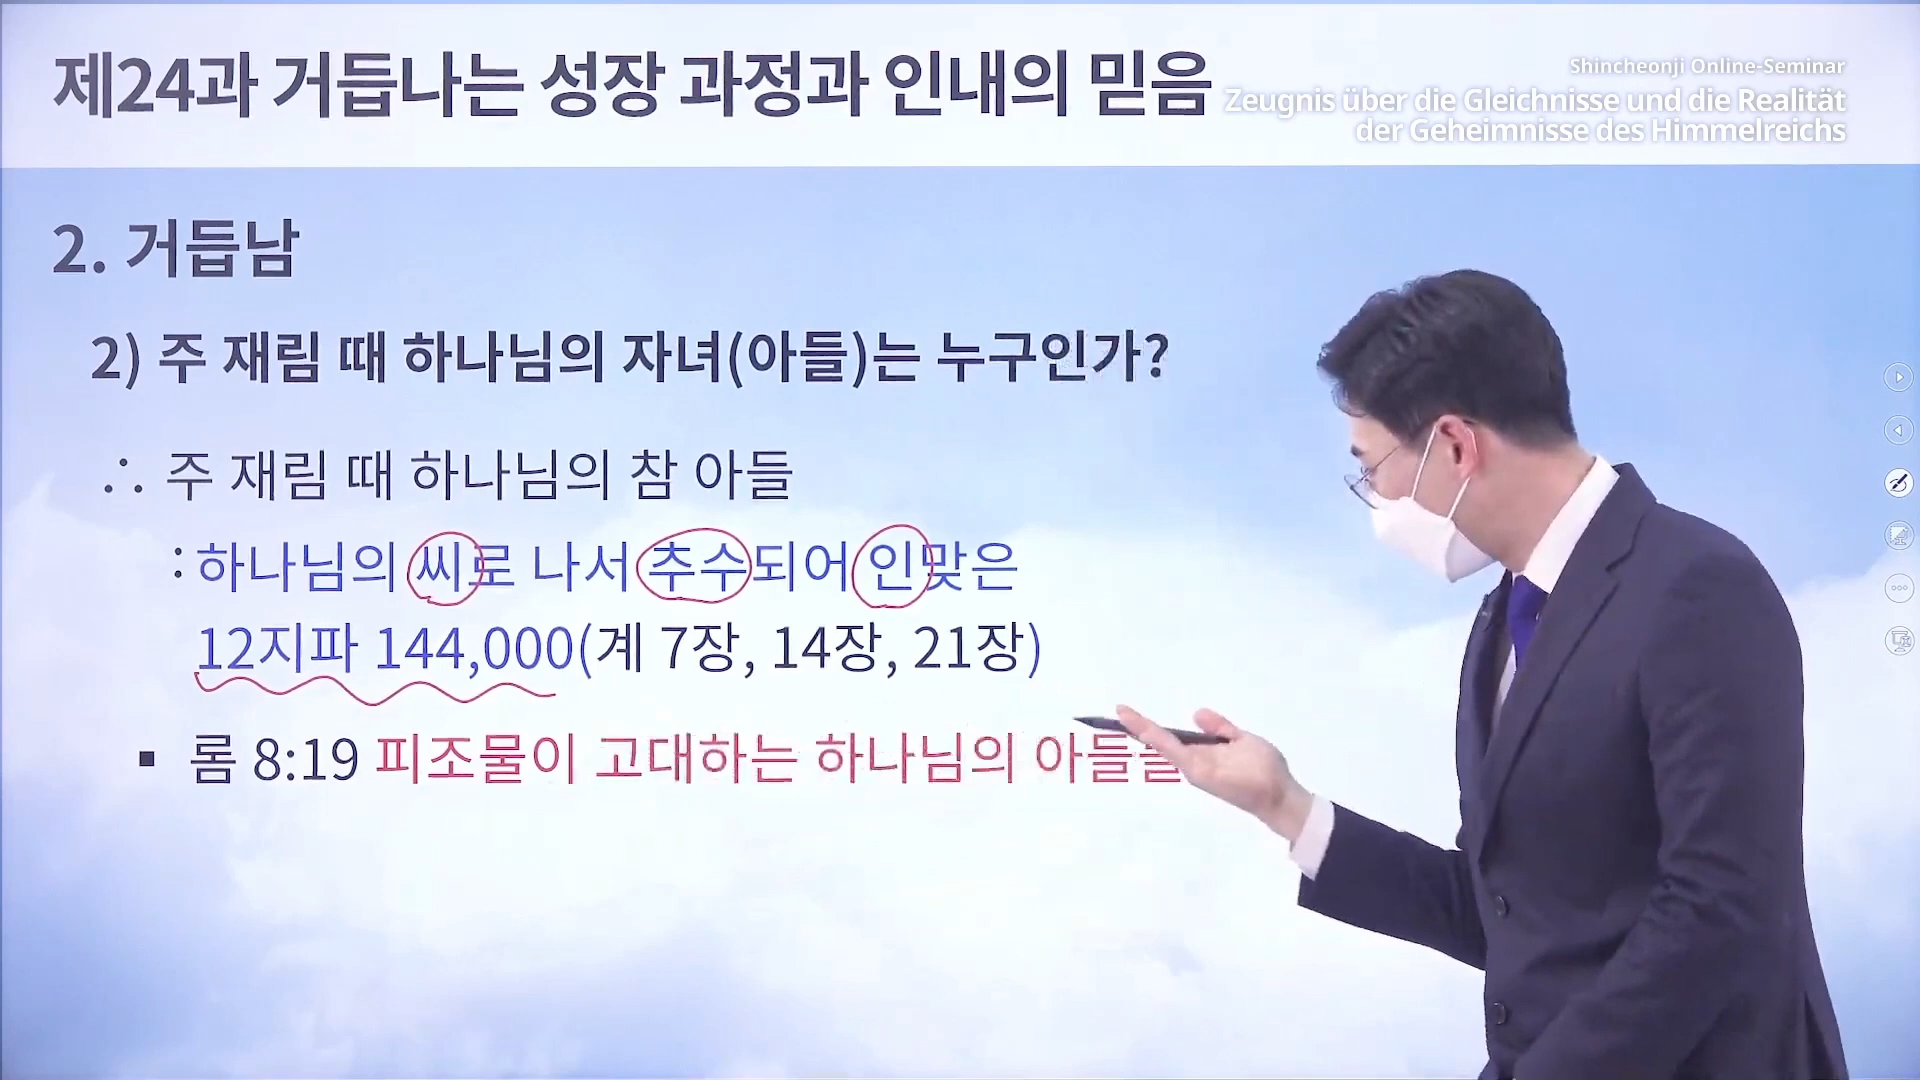 제24과 거듭나는 성장 과정과 인내의 믿음
Shincheonji Online-Seminar
Zeugnis über die Gleichnisse und die Realität
der Geheimnisse des Himmelreichs
2. 거듭남
2) 주 재림 때 하나님의 자녀(아들)는 누구인가?
∴ 주 재림 때 하나님의 참 아들
: 하나님의 씨로 나서 추수되어 인맞은
12지파 144,000(계 7장, 14장, 21장)
▪ 롬 8:19 피조물이 고대하는 하나님의 아들들